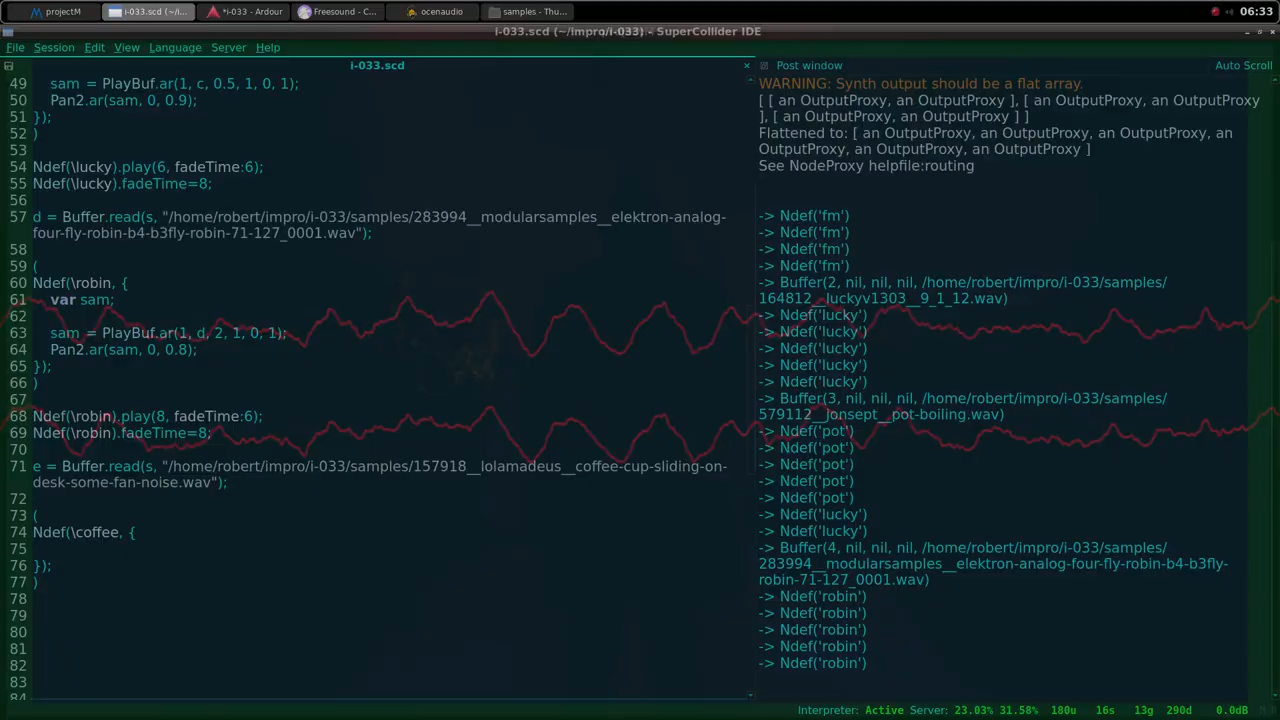 projectM
i-033.scd (~/i...
*i-033 - Ardour
Freesound - C...
ocenaudio
samples - Thu...
06:33
i-033.scd (~/impro/i-033) - SuperCollider IDE
File Session Edit View Language Server Help
i-033.scd
49 sam = PlayBuf.ar(1, c, 0.5, 1, 0, 1);
50 Pan2.ar(sam, 0, 0.9);
51 });
52 )
53
54 Ndef(\lucky).play(6, fadeTime:6);
55 Ndef(\lucky).fadeTime=8;
56
57 d = Buffer.read(s, "/home/robert/impro/i-033/samples/283994__modularsamples__elektron-analog-
four-fly-robin-b4-b3fly-robin-71-127_0001.wav");
58
59 (
60 Ndef(\robin, {
61 var sam;
62
63 sam = PlayBuf.ar(1, d, 2, 1, 0, 1);
64 Pan2.ar(sam, 0, 0.8);
65 });
66 )
67
68 Ndef(\robin).play(8, fadeTime:6);
69 Ndef(\robin).fadeTime=8;
70
71 e = Buffer.read(s, "/home/robert/impro/i-033/samples/157918__lolamadeus__coffee-cup-sliding-on-
desk-some-fan-noise.wav");
72
73 (
74 Ndef(\coffee, {
75
76 });
77 )
78
79
80
81
82
83
84
Post window
Auto Scroll
WARNING: Synth output should be a flat array.
[ [ an OutputProxy, an OutputProxy ], [ an OutputProxy, an OutputProxy
], [ an OutputProxy, an OutputProxy ] ]
Flattened to: [ an OutputProxy, an OutputProxy, an OutputProxy, an
OutputProxy, an OutputProxy, an OutputProxy ]
See NodeProxy helpfile:routing
-> Ndef('fm')
-> Ndef('fm')
-> Ndef('fm')
-> Ndef('fm')
-> Buffer(2, nil, nil, nil, /home/robert/impro/i-033/samples/
164812__luckyv1303__9_1_12.wav)
-> Ndef('lucky')
-> Ndef('lucky')
-> Ndef('lucky')
-> Ndef('lucky')
-> Ndef('lucky')
-> Buffer(3, nil, nil, nil, /home/robert/impro/i-033/samples/
579112__jonsept__pot-boiling.wav)
-> Ndef('pot')
-> Ndef('pot')
-> Ndef('pot')
-> Ndef('pot')
-> Ndef('pot')
-> Ndef('lucky')
-> Ndef('lucky')
-> Buffer(4, nil, nil, nil, /home/robert/impro/i-033/samples/
283994__modularsamples__elektron-analog-four-fly-robin-b4-b3fly-
robin-71-127_0001.wav)
-> Ndef('robin')
-> Ndef('robin')
-> Ndef('robin')
-> Ndef('robin')
-> Ndef('robin')
Interpreter: Active Server: 23.03% 31.58% 180u 16s 13g 290d 0.0dB